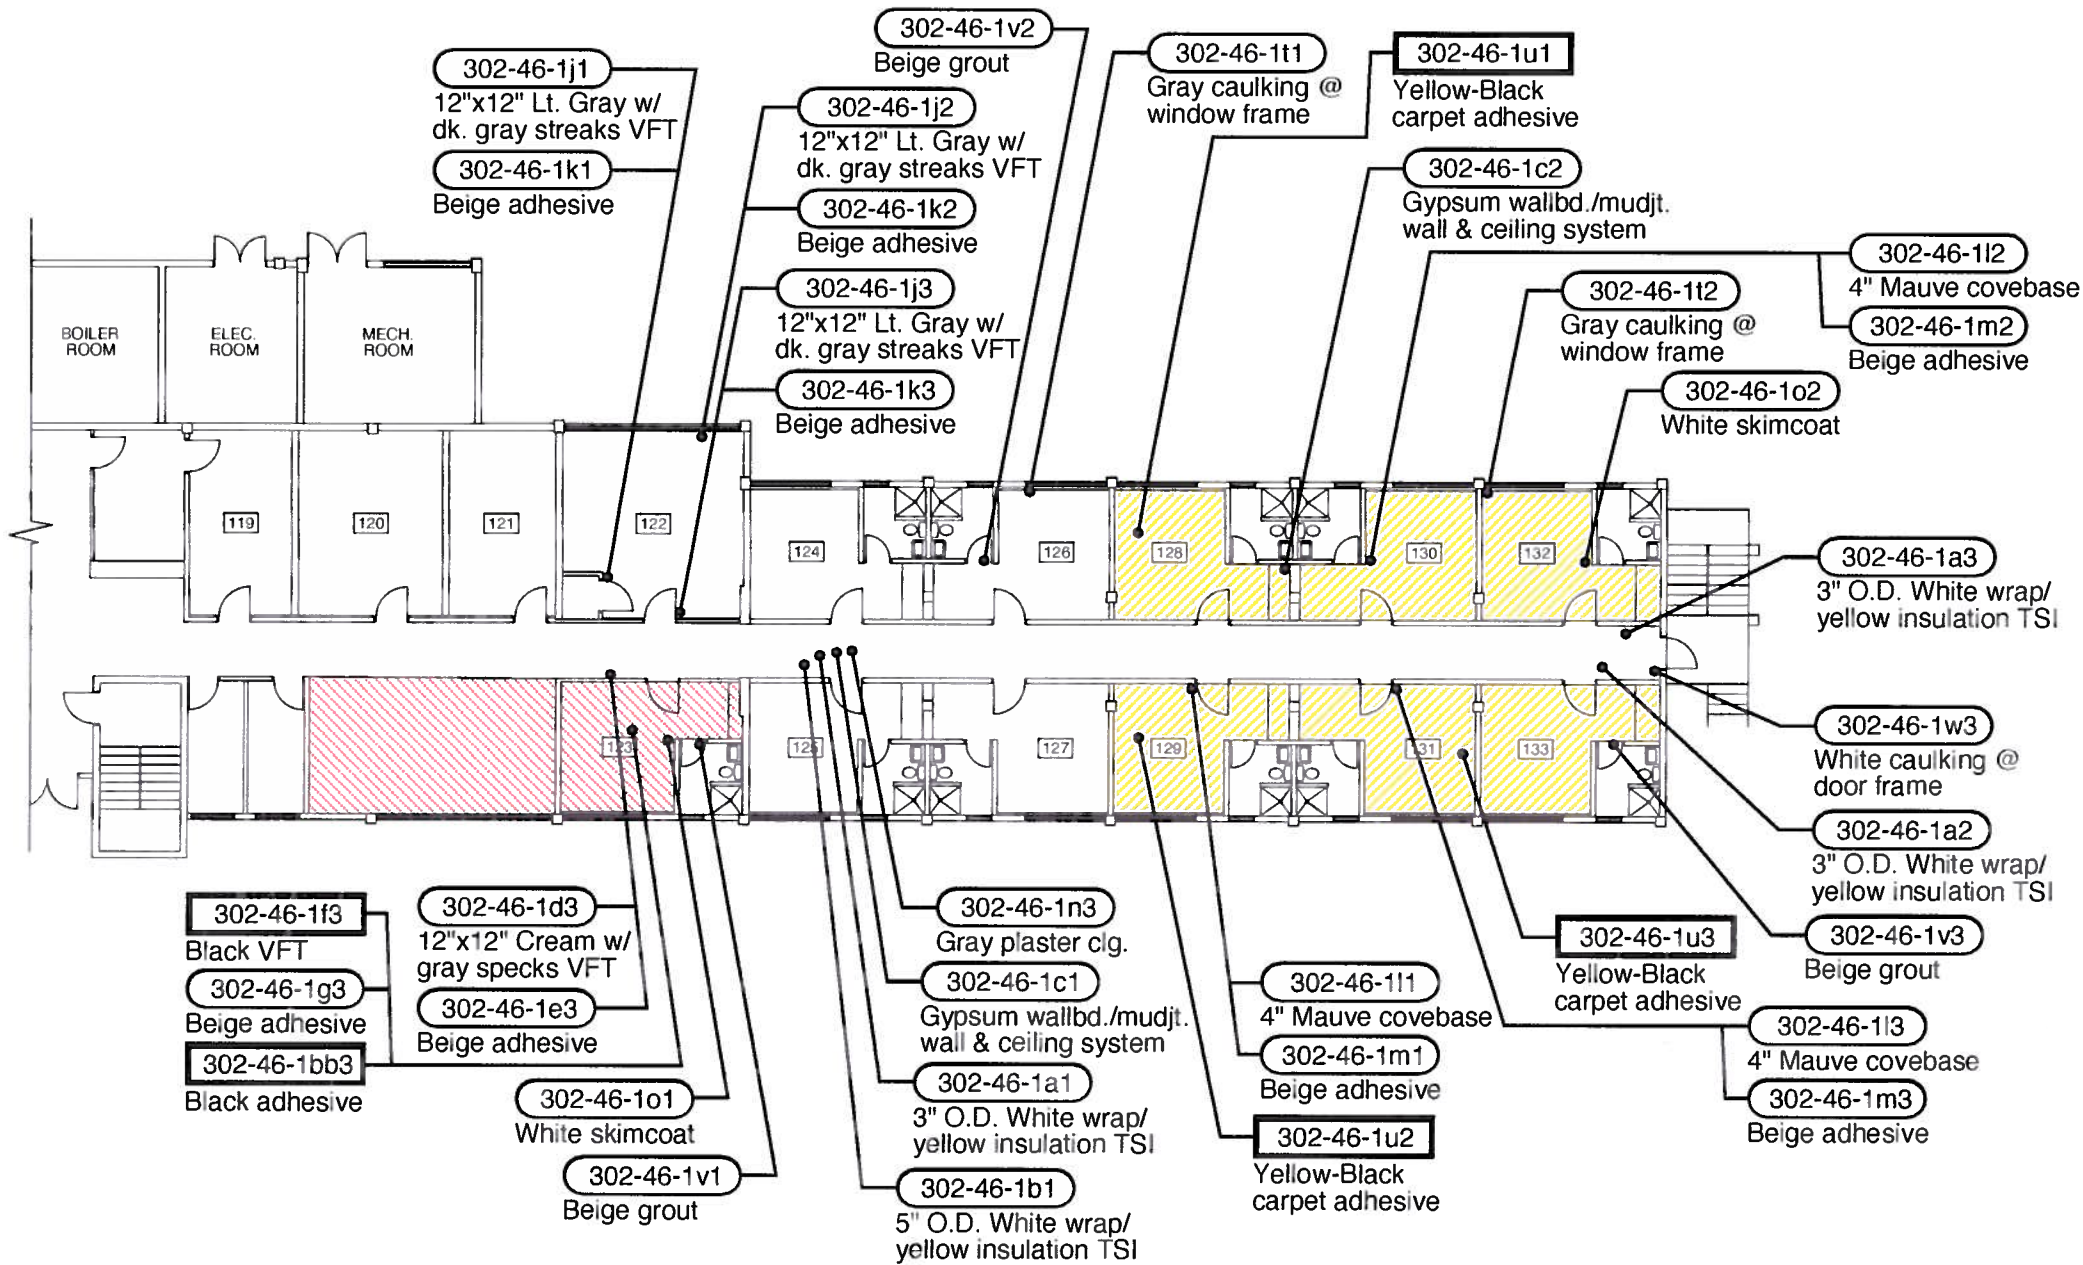 302-46-1v2
Beige grout
302-46-1t1
Gray caulking @
window frame
302-46-1u1
Yellow-Black
carpet adhesive
302-46-1j1
12"x12" Lt. Gray w/
dk. gray streaks VFT
302-46-1k1
Beige adhesive
302-46-1j2
12"x12" Lt. Gray w/
dk. gray streaks VFT
302-46-1k2
Beige adhesive
302-46-1c2
Gypsum wallbd./mudjt.
wall & ceiling system
302-46-1l2
4" Mauve covebase
302-46-1m2
Beige adhesive
302-46-1j3
12"x12" Lt. Gray w/
dk. gray streaks VFT
302-46-1k3
Beige adhesive
302-46-1t2
Gray caulking @
window frame
302-46-1o2
White skimcoat
BOILER
ROOM
ELEC.
ROOM
MECH.
ROOM
119
120
121
122
124
126
128
130
132
302-46-1a3
3" O.D. White wrap/
yellow insulation TSI
123
125
127
129
131
133
302-46-1w3
White caulking @
door frame
302-46-1a2
3" O.D. White wrap/
yellow insulation TSI
302-46-1v3
Beige grout
302-46-1f3
Black VFT
302-46-1g3
Beige adhesive
302-46-1bb3
Black adhesive
302-46-1d3
12"x12" Cream w/
gray specks VFT
302-46-1e3
Beige adhesive
302-46-1o1
White skimcoat
302-46-1v1
Beige grout
302-46-1n3
Gray plaster clg.
302-46-1c1
Gypsum wallbd./mudjt.
wall & ceiling system
302-46-1a1
3" O.D. White wrap/
yellow insulation TSI
302-46-1b1
5" O.D. White wrap/
yellow insulation TSI
302-46-1l1
4" Mauve covebase
302-46-1m1
Beige adhesive
302-46-1u2
Yellow-Black
carpet adhesive
302-46-1u3
Yellow-Black
carpet adhesive
302-46-1l3
4" Mauve covebase
302-46-1m3
Beige adhesive